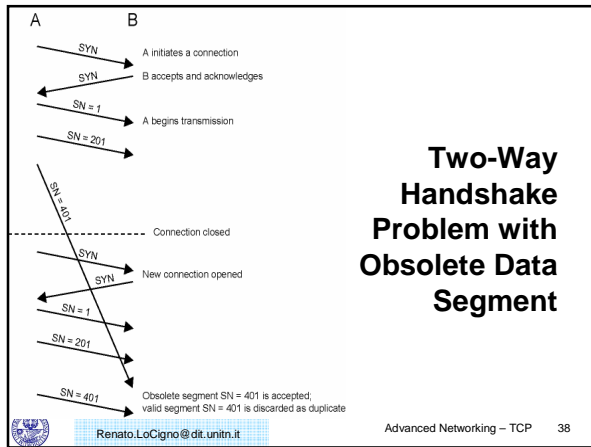 A B
SYN
A initiates a connection
SYN
B accepts and acknowledges
SN = 1
A begins transmission
SN = 201
SN = 401
Connection closed
SYN
SYN
New connection opened
SN = 1
SN = 201
SN = 401
Obsolete segment SN = 401 is accepted;
valid segment SN = 401 is discarded as duplicate
Two-Way
Handshake
Problem with
Obsolete Data
Segment
Renato.LoCigno@dit.unitn.it
Advanced Networking – TCP 38